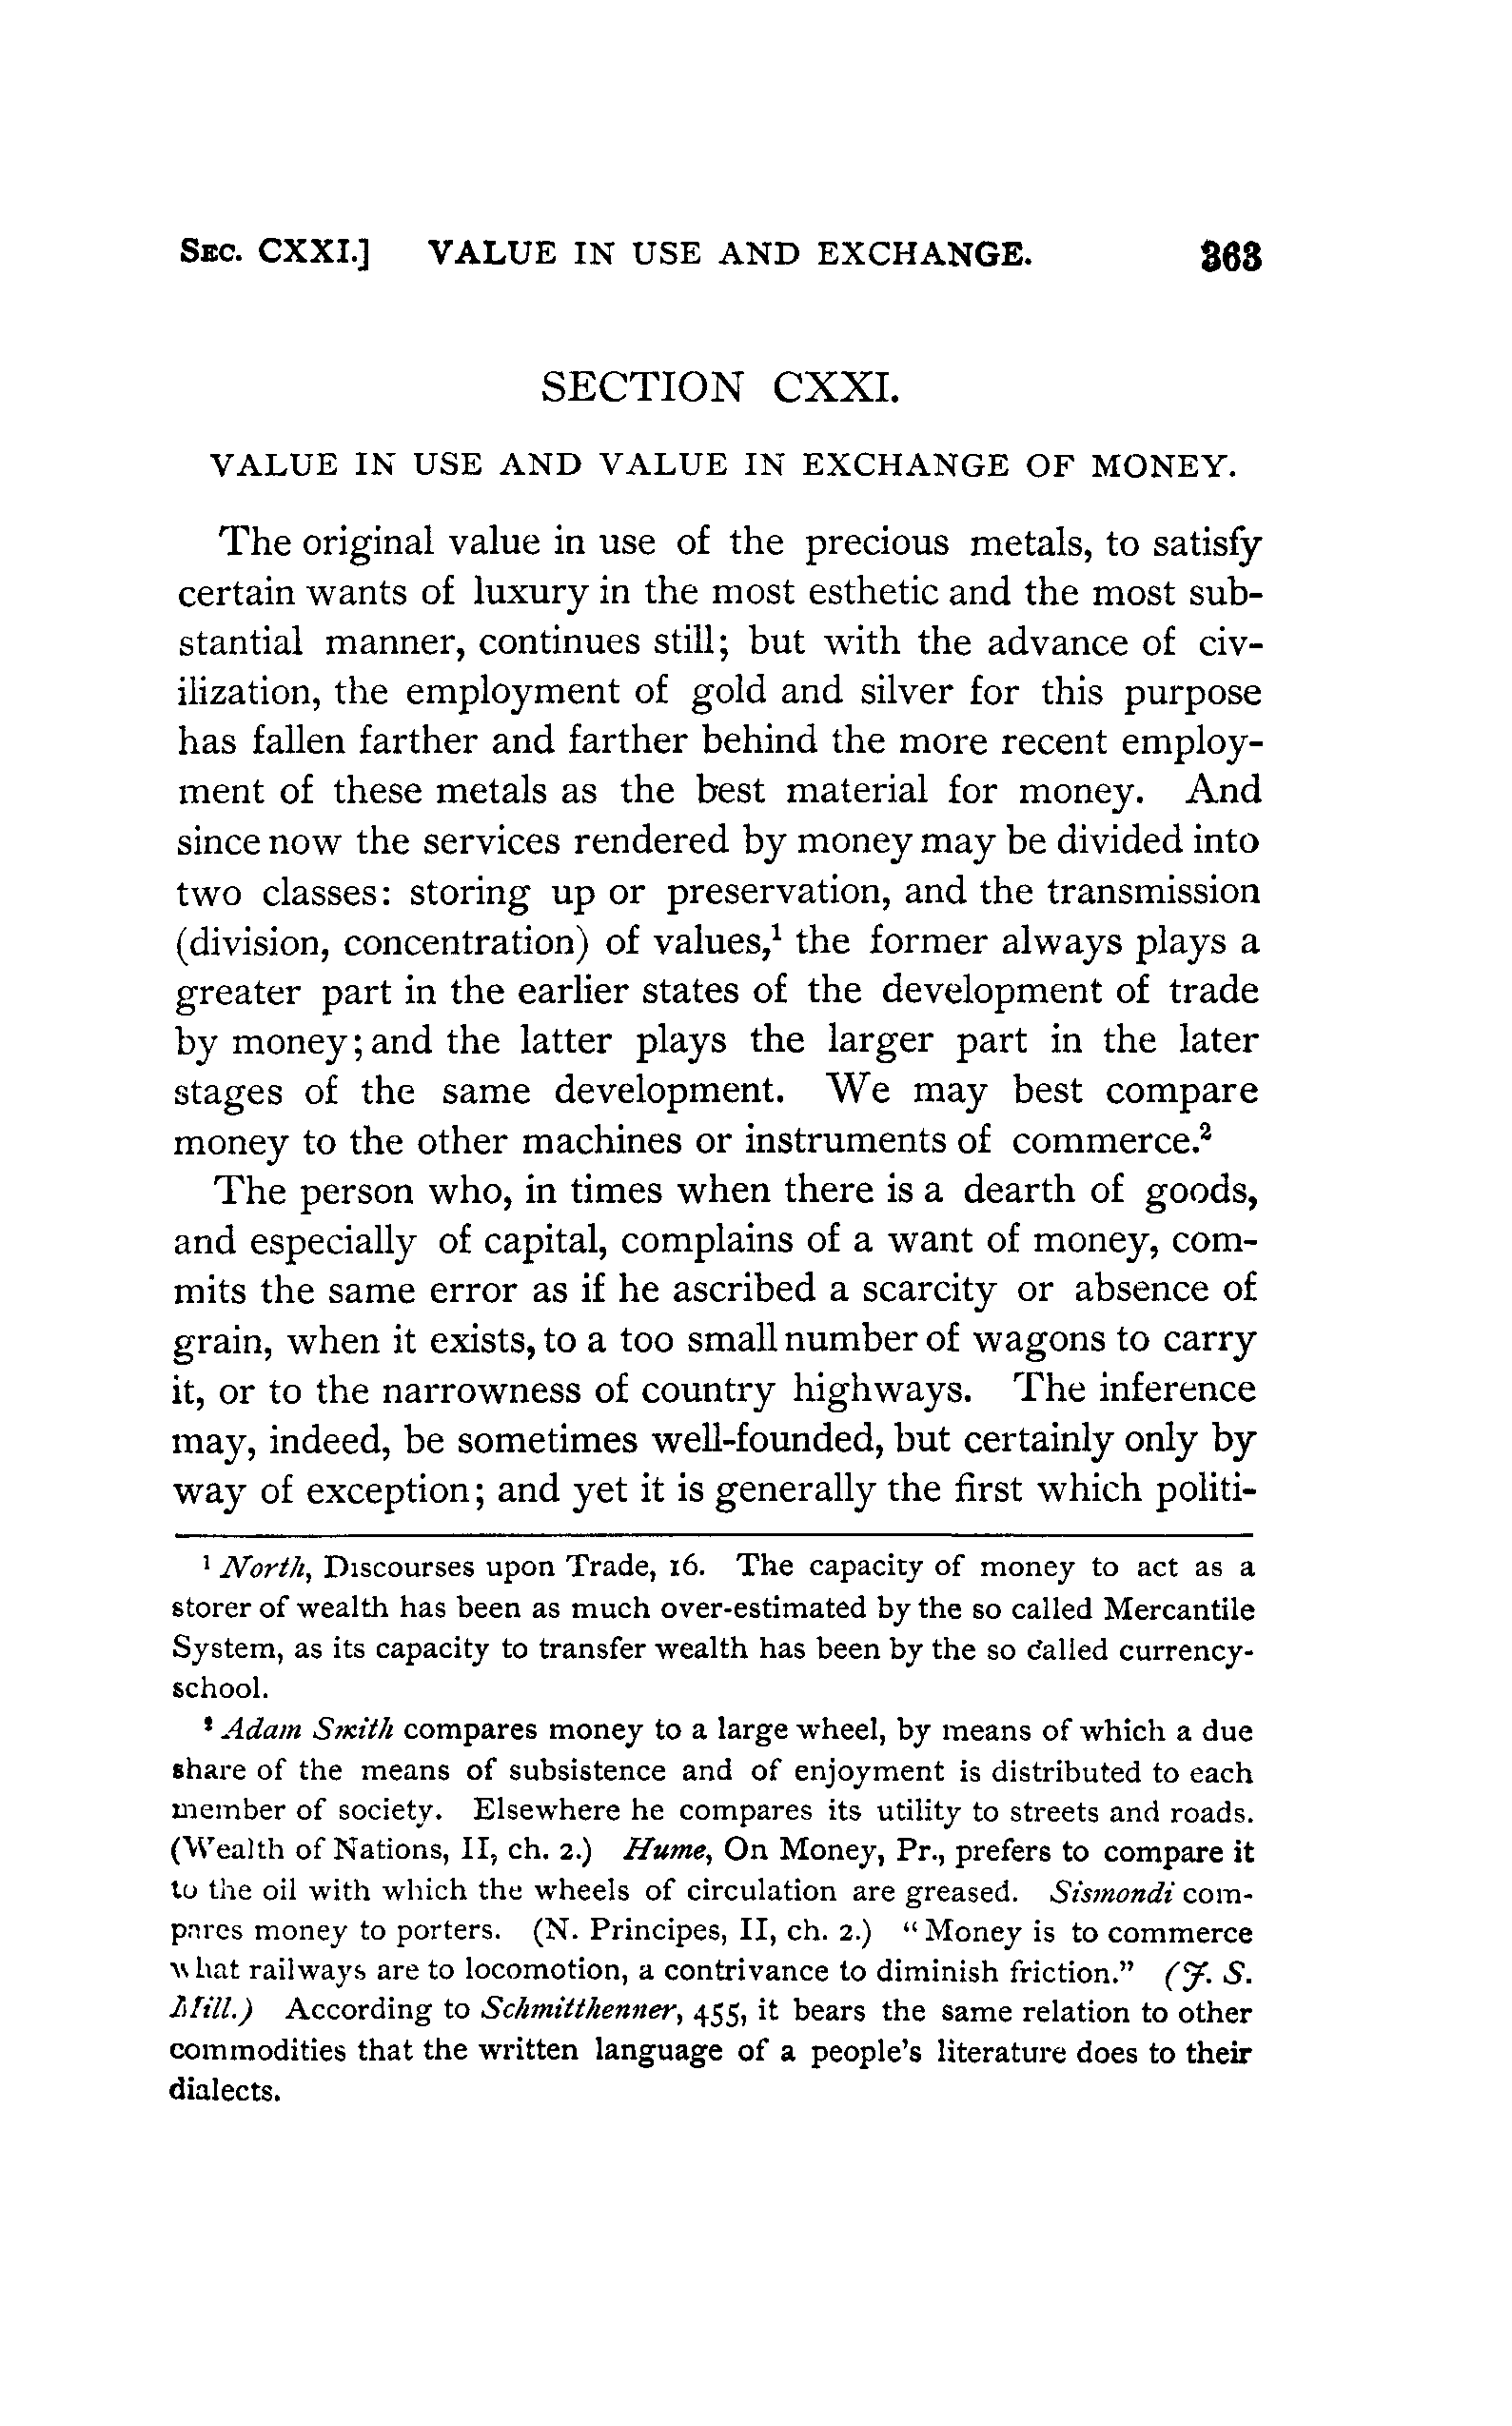 SEC. CXXI.] VALUE IN USE AND EXCHANGE. 363
SECTION CXXI.
VALUE IN USE AND VALUE IN EXCHANGE OF MONEY.
The original value in use of the precious metals, to satisfy
certain wants of luxury in the most esthetic and the most sub-
stantial manner, continues still; but with the advance of civ-
ilization, the employment of gold and silver for this purpose
has fallen farther and farther behind the more recent employ-
ment of these metals as the best material for money. And
since now the services rendered by money may be divided into
two classes: storing up or preservation, and the transmission
(division, concentration) of values,¹ the former always plays a
greater part in the earlier states of the development of trade
by money; and the latter plays the larger part in the later
stages of the same development. We may best compare
money to the other machines or instruments of commerce.²
The person who, in times when there is a dearth of goods,
and especially of capital, complains of a want of money, com-
mits the same error as if he ascribed a scarcity or absence of
grain, when it exists, to a too small number of wagons to carry
it, or to the narrowness of country highways. The inference
may, indeed, be sometimes well-founded, but certainly only by
way of exception; and yet it is generally the first which politi-
¹ North, Discourses upon Trade, 16. The capacity of money to act as a
storer of wealth has been as much over-estimated by the so called Mercantile
System, as its capacity to transfer wealth has been by the so called currency-
school.
² Adam Smith compares money to a large wheel, by means of which a due
share of the means of subsistence and of enjoyment is distributed to each
member of society. Elsewhere he compares its utility to streets and roads.
(Wealth of Nations, II, ch. 2.) Hume, On Money, Pr., prefers to compare it
to the oil with which the wheels of circulation are greased. Sismondi com-
pares money to porters. (N. Principes, II, ch. 2.) "Money is to commerce
what railways are to locomotion, a contrivance to diminish friction." (J. S.
Mill.) According to Schmitthenner, 455, it bears the same relation to other
commodities that the written language of a people's literature does to their
dialects.